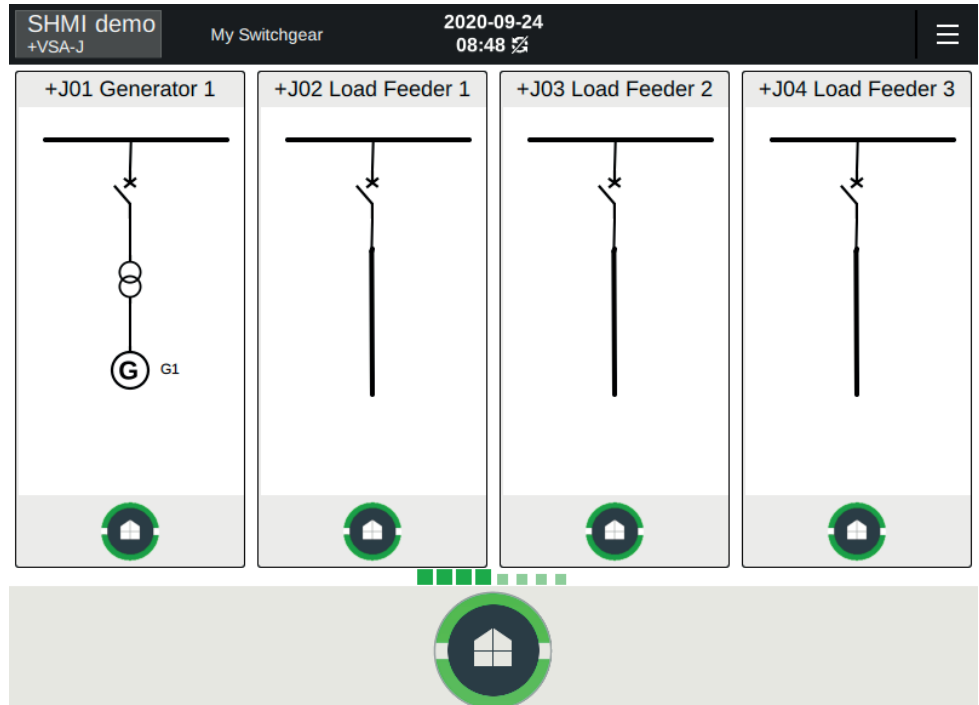 SHMI demo
+VSA-J
My Switchgear
2020-09-24
08:48
+J01 Generator 1
+J02 Load Feeder 1
+J03 Load Feeder 2
+J04 Load Feeder 3
G
G1